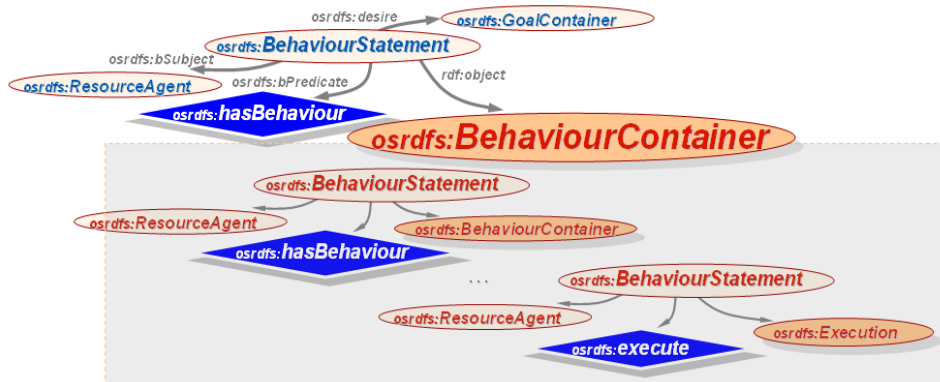 osrdfs:desire
osrdfs:GoalContainer
osrdfs:BehaviourStatement
osrdfs:bSubject
rdf:object
osrdfs:bPredicate
osrdfs:ResourceAgent
osrdfs:hasBehaviour
osrdfs:BehaviourContainer
osrdfs:BehaviourStatement
osrdfs:ResourceAgent
osrdfs:BehaviourContainer
osrdfs:hasBehaviour
...
osrdfs:BehaviourStatement
osrdfs:ResourceAgent
osrdfs:Execution
osrdfs:execute